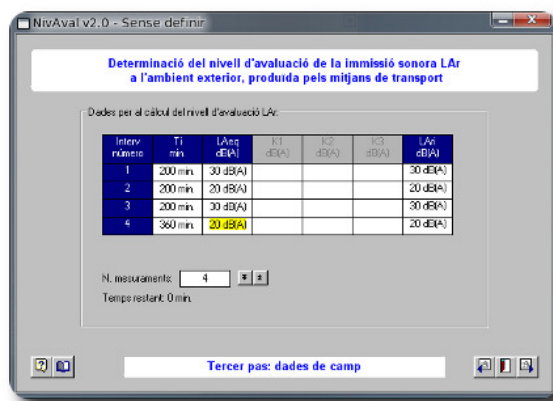 NivAval v2.0 - Sense definir
Determinació del nivell d'avaluació de la immissió sonora LAr
a l'ambient exterior, produïda pels mitjans de transport
Dades per al càlcul del nivell d'avaluació LAr:
Interv número Ti min. LAeq dB(A) K1 dB(A) K2 dB(A) K3 dB(A) LAri dB(A)
1 200 min. 30 dB(A) 30 dB(A)
2 200 min. 20 dB(A) 20 dB(A)
3 200 min. 30 dB(A) 30 dB(A)
4 360 min. 20 dB(A) 20 dB(A)
N. mesuraments: 4
Temps restant: 0 min.
Tercer pas: dades de camp